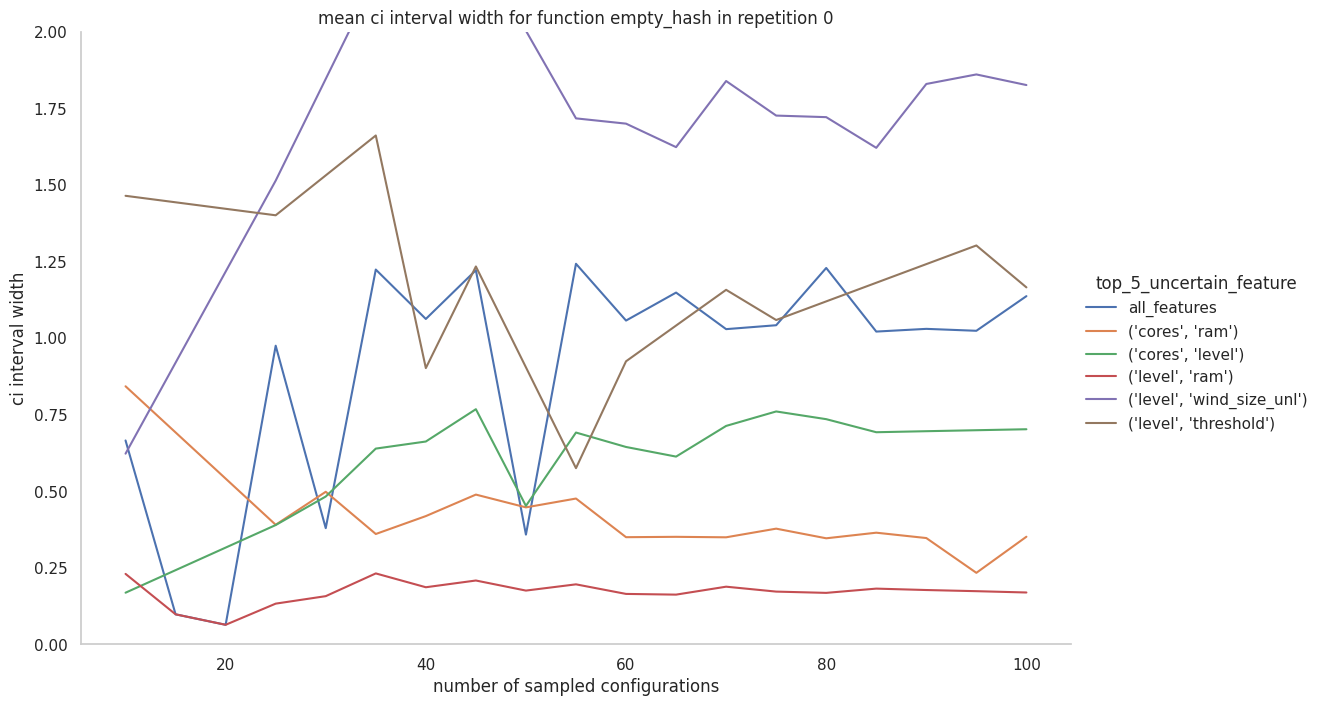 mean ci interval width for function empty_hash in repetition 0
2.00
1.75
1.50
1.25
1.00
0.75
0.50
0.25
0.00
ci interval width
20 40 60 80 100
number of sampled configurations
top_5_uncertain_feature
all_features
('cores', 'ram')
('cores', 'level')
('level', 'ram')
('level', 'wind_size_unl')
('level', 'threshold')